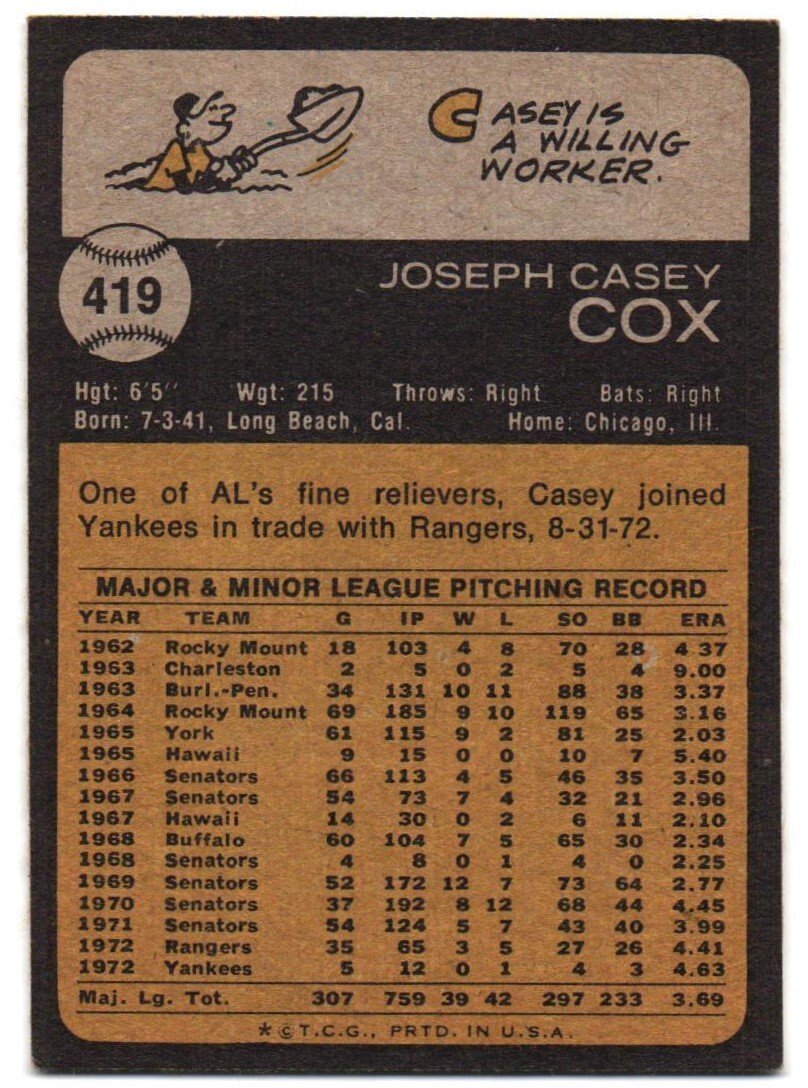 CASEY IS
A WILLING
WORKER.
419
JOSEPH CASEY
COX
Hgt: 6'5" Wgt: 215 Throws: Right Bats: Right
Born: 7-3-41, Long Beach, Cal. Home: Chicago, Ill.
One of AL's fine relievers, Casey joined
Yankees in trade with Rangers, 8-31-72.
MAJOR & MINOR LEAGUE PITCHING RECORD
YEAR TEAM G IP W L SO BB ERA
1962 Rocky Mount 18 103 4 8 70 28 4 37
1963 Charleston 2 5 0 2 5 4 9.00
1963 Burl.-Pen. 34 131 10 11 88 38 3.37
1964 Rocky Mount 69 185 9 10 119 65 3.16
1965 York 61 115 9 2 81 25 2.03
1965 Hawaii 9 15 0 0 10 7 5.40
1966 Senators 66 113 4 5 46 35 3.50
1967 Senators 54 73 7 4 32 21 2.96
1967 Hawaii 14 30 0 2 6 11 2.10
1968 Buffalo 60 104 7 5 65 30 2.34
1968 Senators 4 8 0 1 4 0 2.25
1969 Senators 52 172 12 7 73 64 2.77
1970 Senators 37 192 8 12 68 44 4.45
1971 Senators 54 124 5 7 43 40 3.99
1972 Rangers 35 65 3 5 27 26 4.41
1972 Yankees 5 12 0 1 4 3 4.63
Maj. Lg. Tot. 307 759 39 42 297 233 3.69
* © T.C.G., PRTD. IN U.S.A.